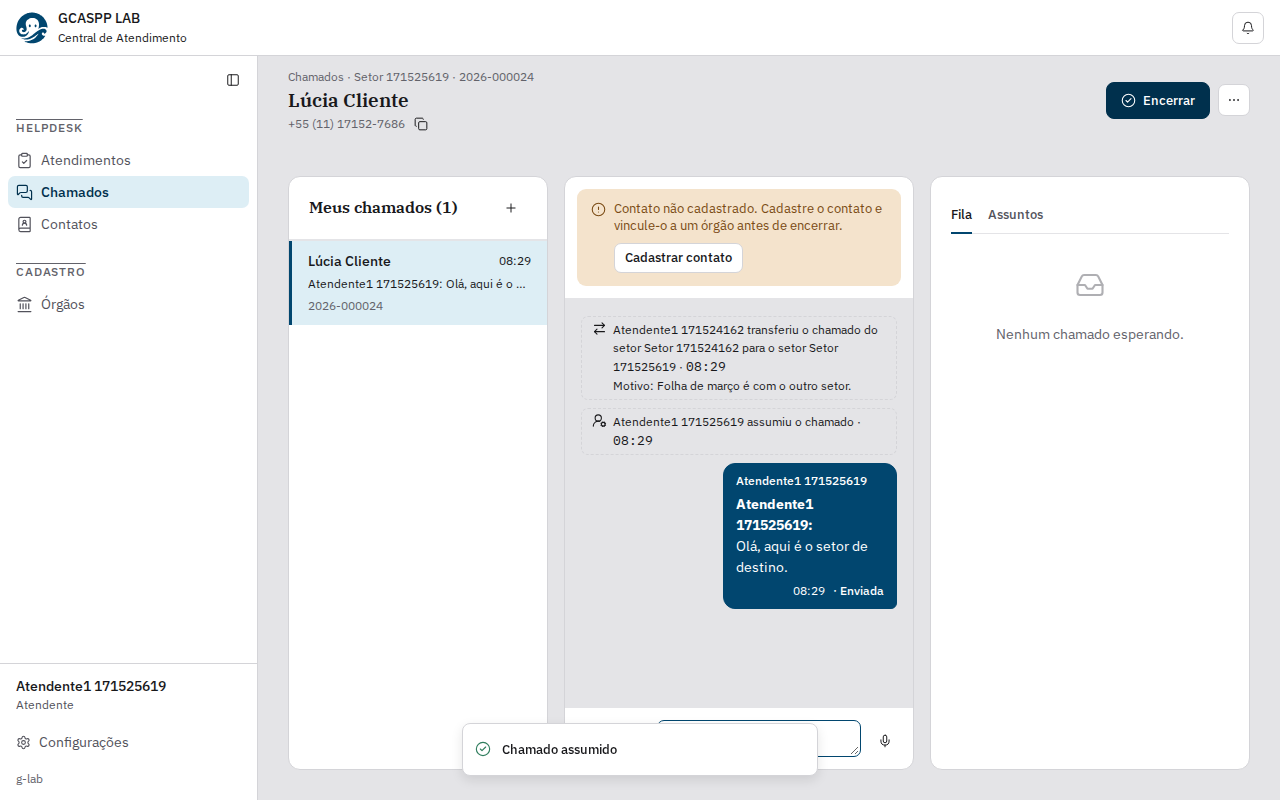 GCASPP LAB
Central de Atendimento
HELPDESK
Atendimentos
Chamados
Contatos
CADASTRO
Órgãos
Atendente1 171525619
Atendente
Configurações
g-lab
Chamados · Setor 171525619 · 2026-000024
Lúcia Cliente
+55 (11) 17152-7686
Encerrar
Meus chamados (1)
Lúcia Cliente 08:29
Atendente1 171525619: Olá, aqui é o ...
2026-000024
Contato não cadastrado. Cadastre o contato e
vincule-o a um órgão antes de encerrar.
Cadastrar contato
Atendente1 171524162 transferiu o chamado do
setor Setor 171524162 para o setor Setor
171525619 · 08:29
Motivo: Folha de março é com o outro setor.
Atendente1 171525619 assumiu o chamado ·
08:29
Atendente1 171525619
Atendente1
171525619:
Olá, aqui é o setor de
destino.
08:29 · Enviada
Chamado assumido
Fila Assuntos
Nenhum chamado esperando.